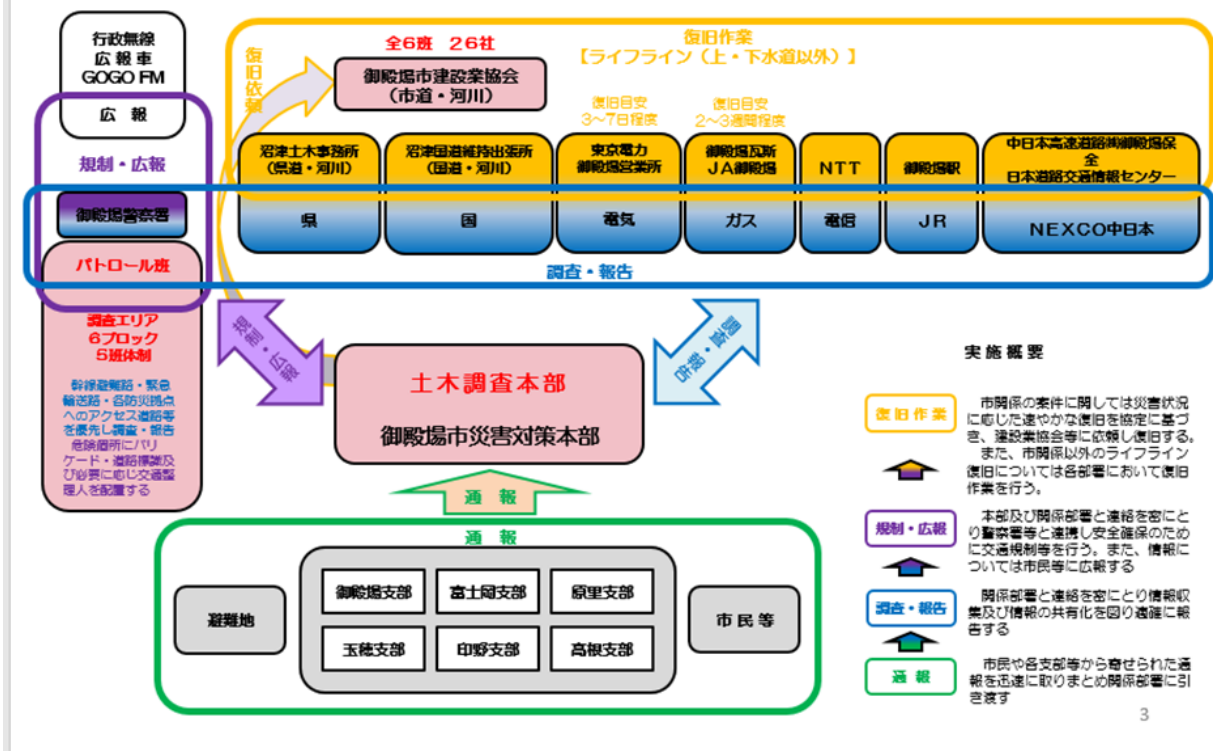 行政無線
広報車
GOGO FM
広 報
規制・広報
御殿場警察署
パトロール班
調査エリア
6ブロック
5班体制
幹線避難路・緊急
輸送路・各防災拠点
へのアクセス道路等
を優先し調査・報告
危険箇所にバリ
ケード・道路標識及
び必要に応じ交通整
理人を配置する
復旧依頼
全6班 26社
御殿場市建設業協会
(市道・河川)
復旧作業
【ライフライン(上・下水道以外)】
復旧目安
3~7日程度
復旧目安
2~3週間程度
沼津土木事務所
(県道・河川)
沼津国道維持出張所
(国道・河川)
東京電力
御殿場営業所
御殿場瓦斯
JA御殿場
NTT
御殿場駅
中日本高速道路㈱御殿場保
全
日本道路交通情報センター
県
国
電気
ガス
電信
JR
NEXCO中日本
調査・報告
規制・広報
調査・報告
土木調査本部
御殿場市災害対策本部
通 報
通 報
避難地
御殿場支部
富士岡支部
原里支部
玉穂支部
印野支部
高根支部
市民等
実施概要
復旧作業
市関係の案件に関しては災害状況
に応じた速やかな復旧を協定に基づ
き、建設業協会等に依頼し復旧する。
また、市関係以外のライフライン
復旧については各部署において復旧
作業を行う。
規制・広報
本部及び関係部署と連絡を密にと
り警察署等と連携し安全確保のため
に交通規制等を行う。また、情報に
ついては市民等に広報する
調査・報告
関係部署と連絡を密にとり情報収
集及び情報の共有化を図り適確に報
告する
通 報
市民や各支部等から寄せられた通
報を迅速に取りまとめ関係部署に引
き渡す
3